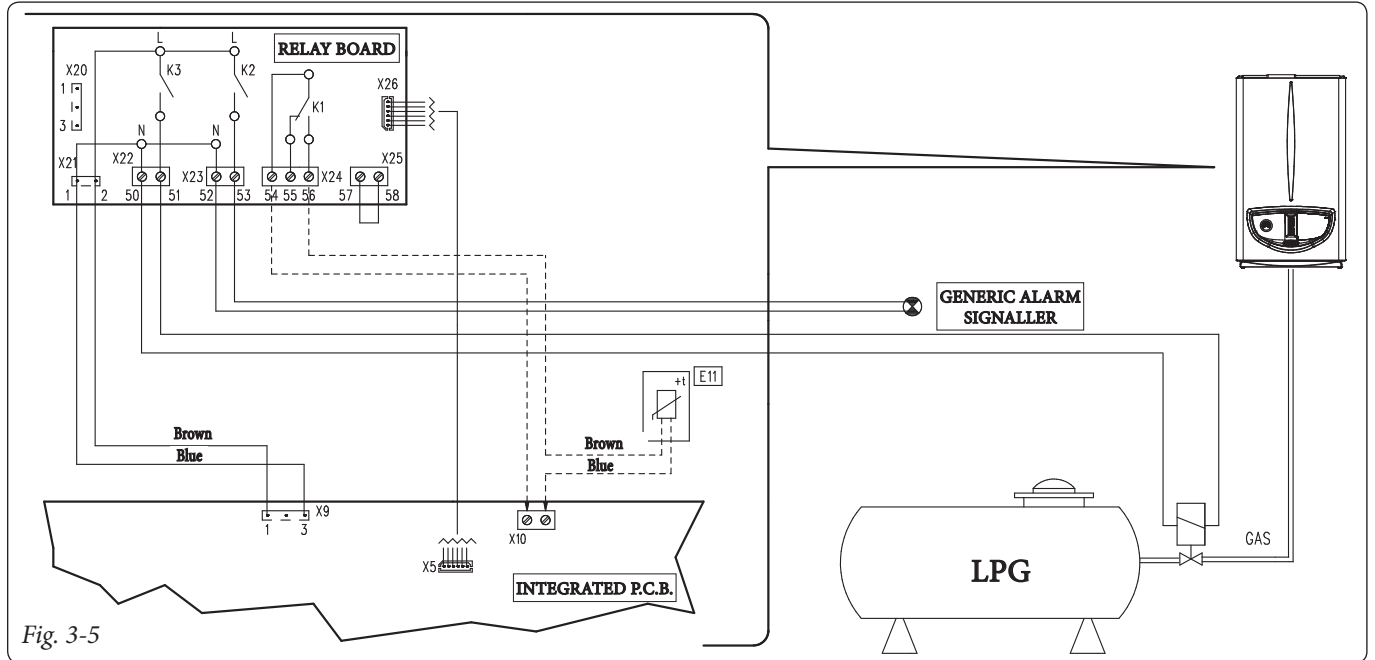 L
L
RELAY BOARD
X20
K3
K2
X26
1
K1
3
N
N
X21
X22
X23
X24
X25
1
2
50
51
52
53
54
55
56
57
58
GENERIC ALARM
SIGNALLER
+t
E11
Brown
Blue
Brown
Blue
X9
1
3
X10
GAS
X5
LPG
INTEGRATED P.C.B.
Fig. 3-5